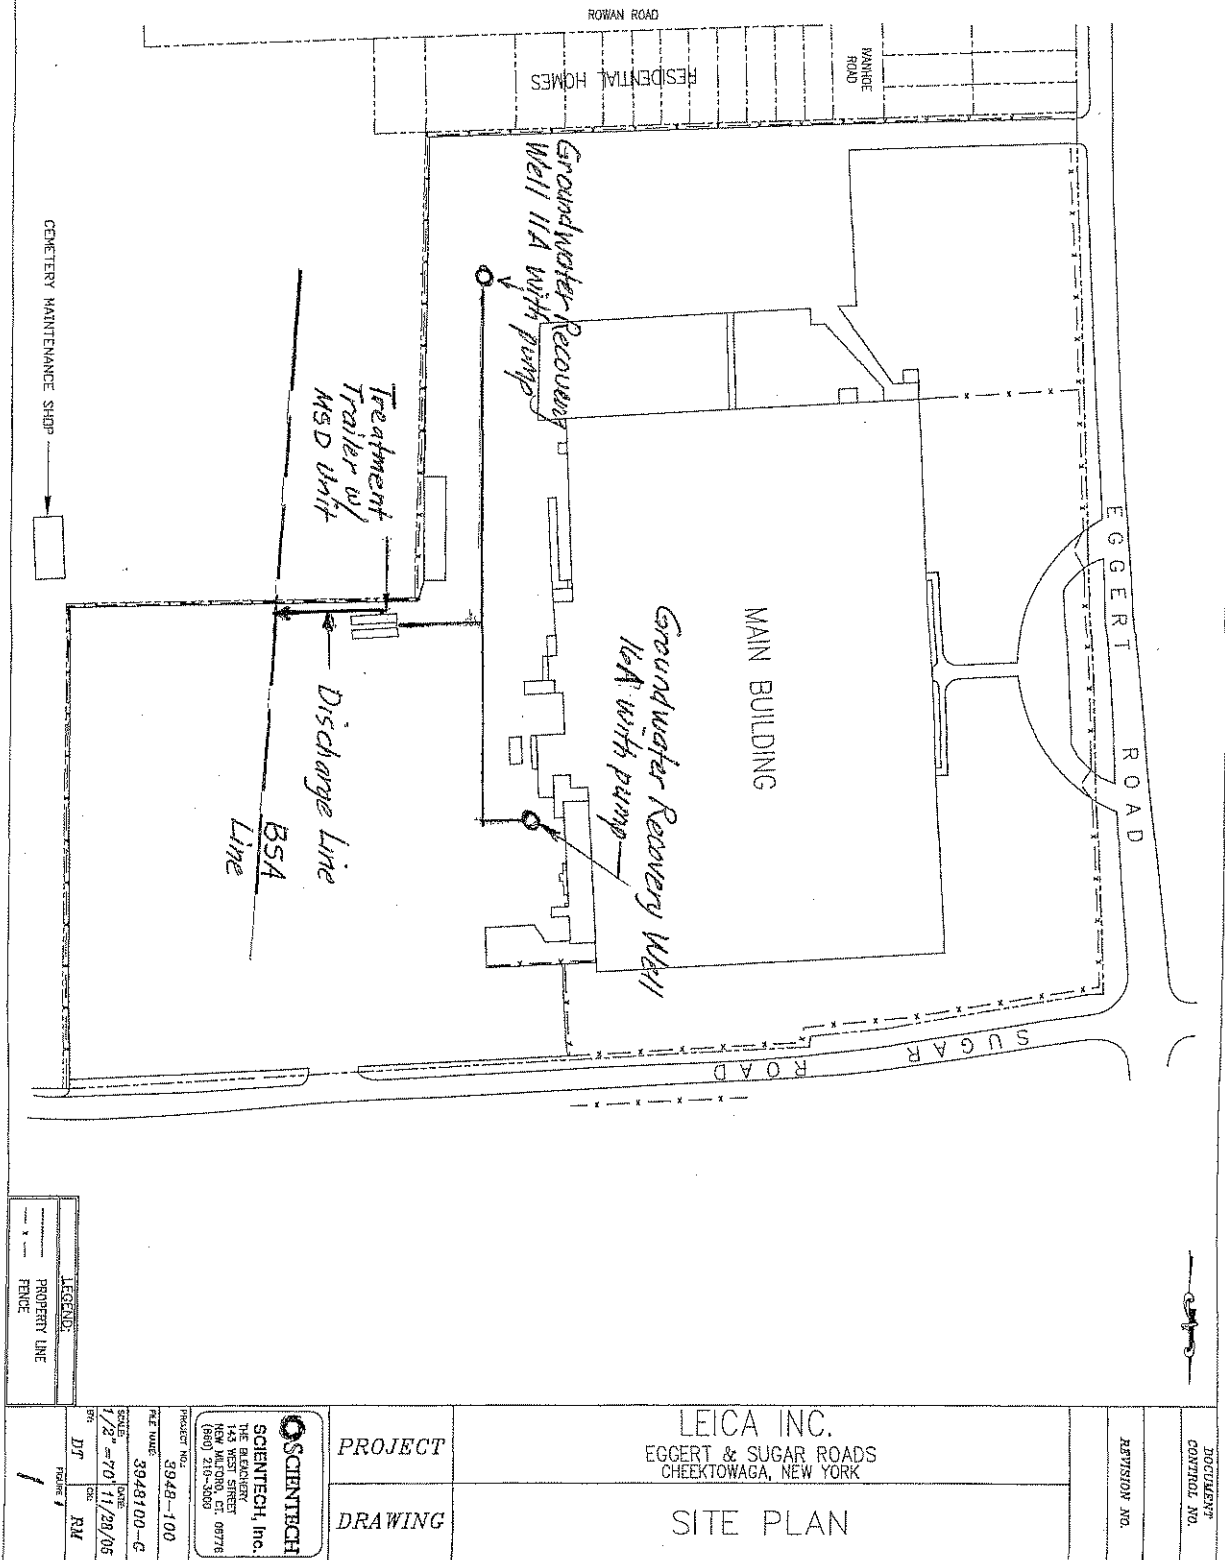 ROWAN ROAD
IVANHOE
ROAD
RESIDENTIAL HOMES
EGGERT ROAD
Groundwater Recovery
Well 11A with pump
CEMETERY MAINTENANCE SHOP
Treatment
Trailer w/
MSD Unit
MAIN BUILDING
Groundwater Recovery Well
16A with pump
Discharge Line
BSA
Line
SUGAR ROAD
LEGEND:
PROPERTY LINE
x FENCE
SCIENTECH
SCIENTECH, Inc.
THE BLEACHERY
143 WEST STREET
NEW MILFORD, CT. 06776
(860) 210-3000
PROJECT NO.:
3948-100
FILE NAME:
3948100-G
SCALE:
1/2"=70'
DATE:
11/28/05
BY:
DT
CK:
RM
FIGURE #
1
PROJECT
LEICA INC.
EGGERT & SUGAR ROADS
CHEEKTOWAGA, NEW YORK
DRAWING
SITE PLAN
REVISION NO.
DOCUMENT
CONTROL NO.